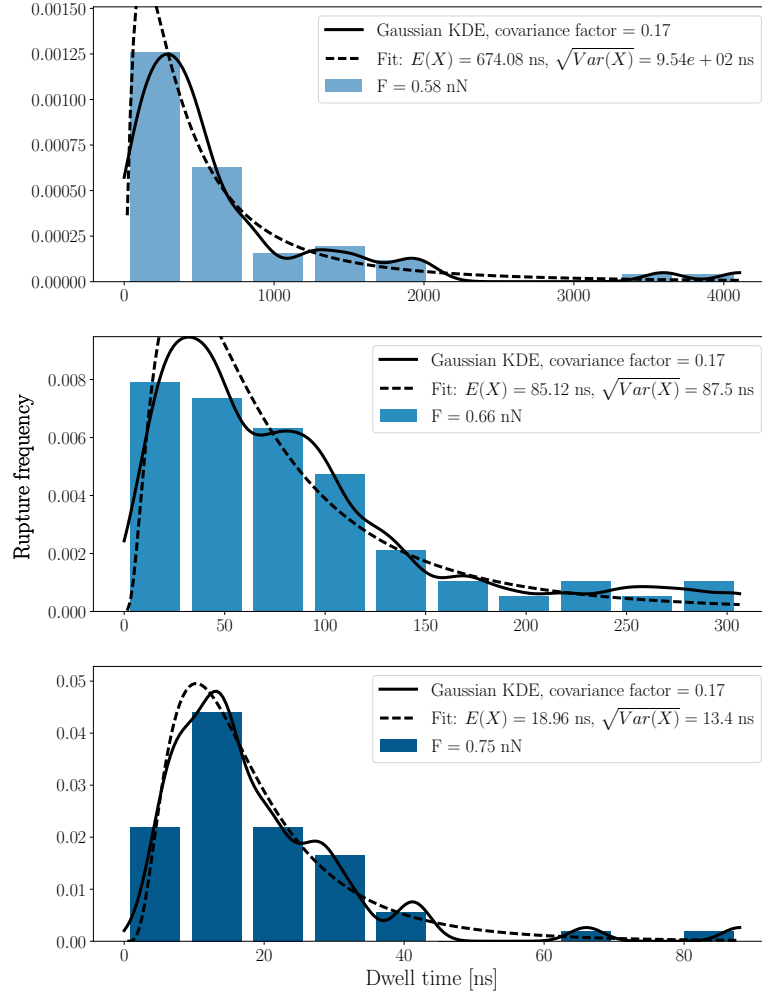 0.00150
0.00125
0.00100
0.00075
0.00050
0.00025
0.00000
Gaussian KDE, covariance factor = 0.17
Fit: E(X) = 674.08 ns, √Var(X) = 9.54e + 02 ns
F = 0.58 nN
0 1000 2000 3000 4000
Rupture frequency
0.008
0.006
0.004
0.002
0.000
Gaussian KDE, covariance factor = 0.17
Fit: E(X) = 85.12 ns, √Var(X) = 87.5 ns
F = 0.66 nN
0 50 100 150 200 250 300
0.05
0.04
0.03
0.02
0.01
0.00
Gaussian KDE, covariance factor = 0.17
Fit: E(X) = 18.96 ns, √Var(X) = 13.4 ns
F = 0.75 nN
0 20 40 60 80
Dwell time [ns]